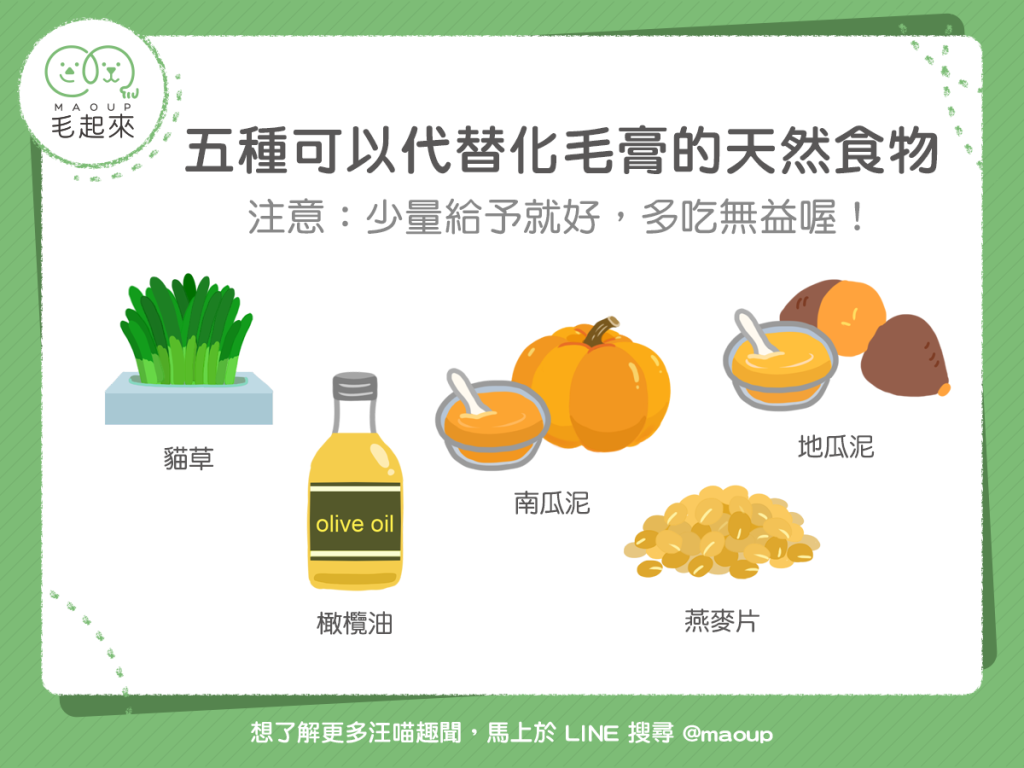 MAOUP
毛起來
五種可以代替化毛膏的天然食物
注意：少量給予就好，多吃無益喔！
貓草
olive oil
橄欖油
南瓜泥
地瓜泥
燕麥片
想了解更多汪喵趣聞，馬上於 LINE 搜尋 @maoup